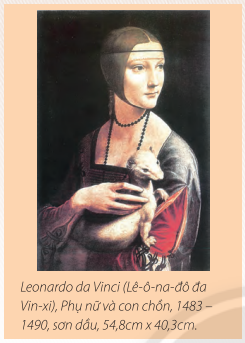 Leonardo da Vinci (Lê-ô-na-đô đa
Vin-xi), Phụ nữ và con chồn, 1483 –
1490, sơn dầu, 54,8cm x 40,3cm.